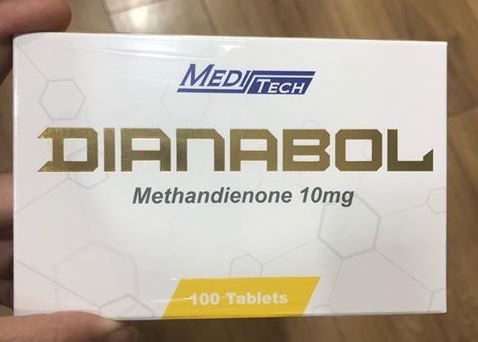 MEDITECH
DIANABOL
Methandienone 10mg
100 Tablets